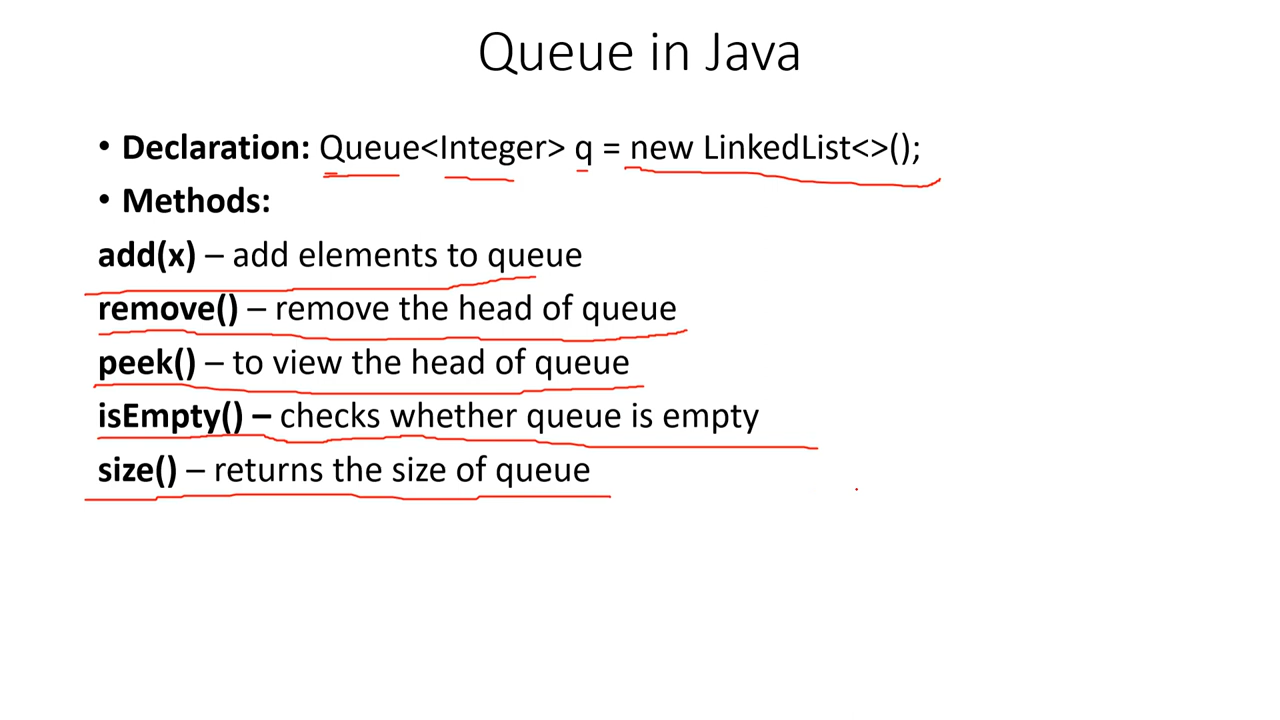 Queue in Java
• Declaration: Queue<Integer> q = new LinkedList<>();
• Methods:
add(x) – add elements to queue
remove() – remove the head of queue
peek() – to view the head of queue
isEmpty() – checks whether queue is empty
size() – returns the size of queue